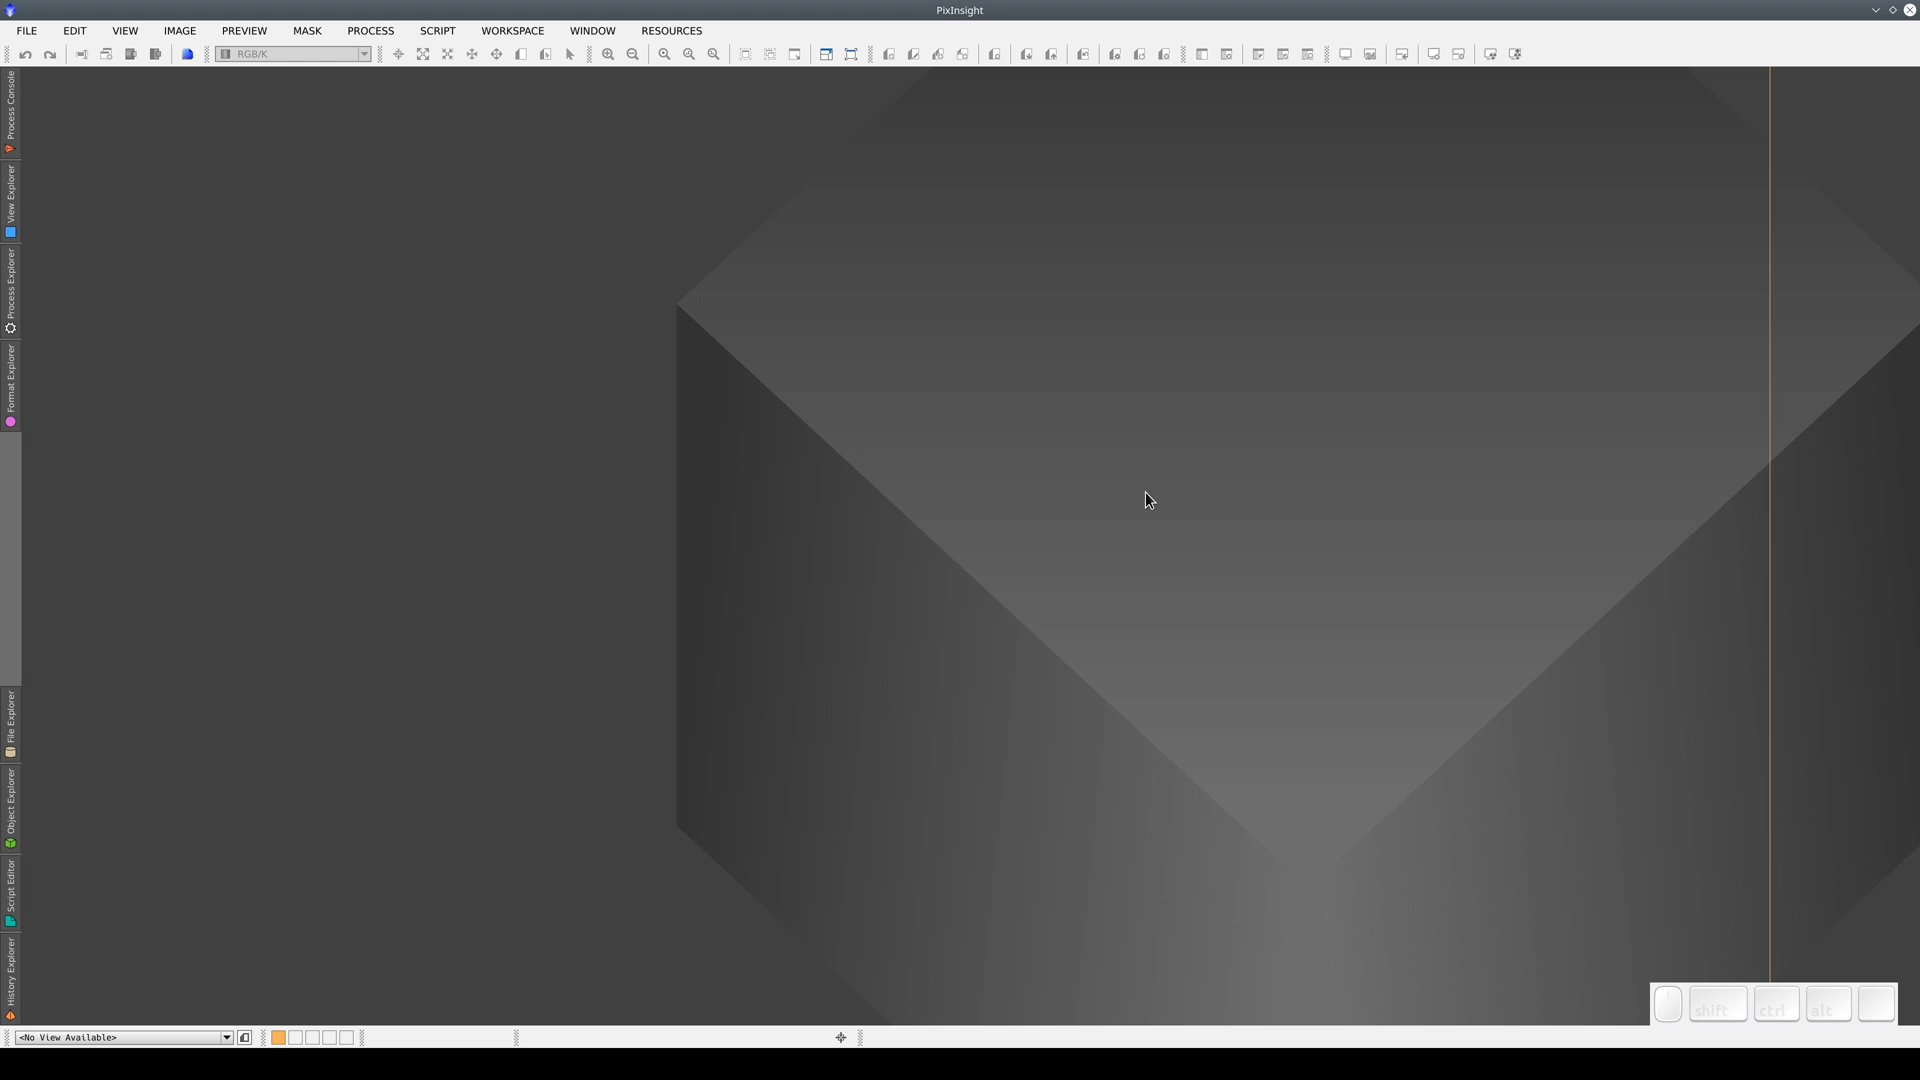 PixInsight
FILE EDIT VIEW IMAGE PREVIEW MASK PROCESS SCRIPT WORKSPACE WINDOW RESOURCES
RGB/K
Process Console
View Explorer
Process Explorer
Format Explorer
File Explorer
Object Explorer
Script Editor
History Explorer
shift ctrl alt
<No View Available>